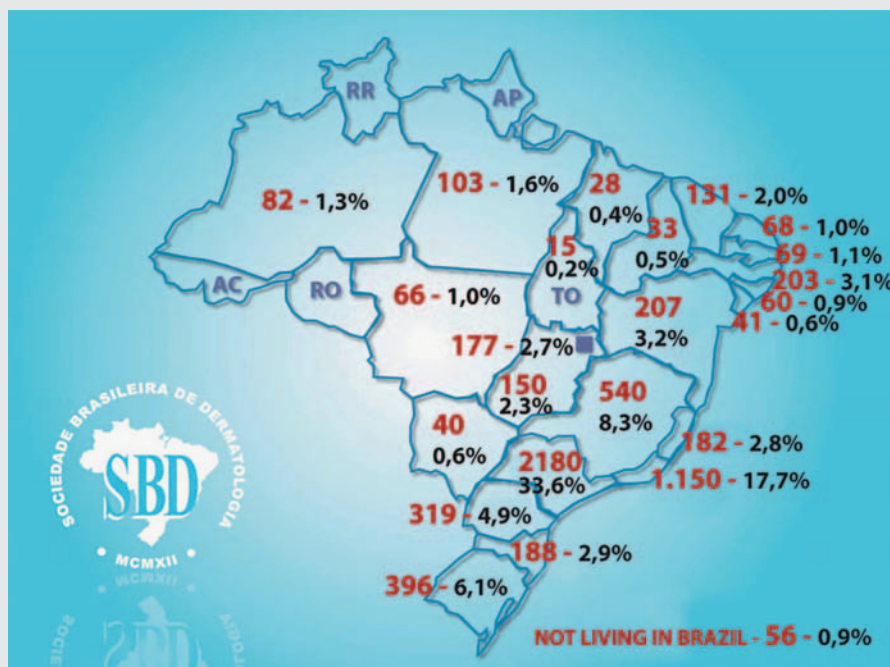 RR
AP
82 - 1,3%
103 - 1,6%
28
0,4%
131 - 2,0%
68 - 1,0%
69 - 1,1%
203 - 3,1%
60 - 0,9%
41 - 0,6%
33
0,5%
15
0,2%
TO
AC
RO
66 - 1,0%
207
3,2%
177 - 2,7%
150
2,3%
540
8,3%
40
0,6%
182 - 2,8%
2180
33,6%
1.150 - 17,7%
319 - 4,9%
188 - 2,9%
396 - 6,1%
SOCIEDADE BRASILEIRA DE DERMATOLOGIA
SBD
• MCMXII •
NOT LIVING IN BRAZIL - 56 - 0,9%